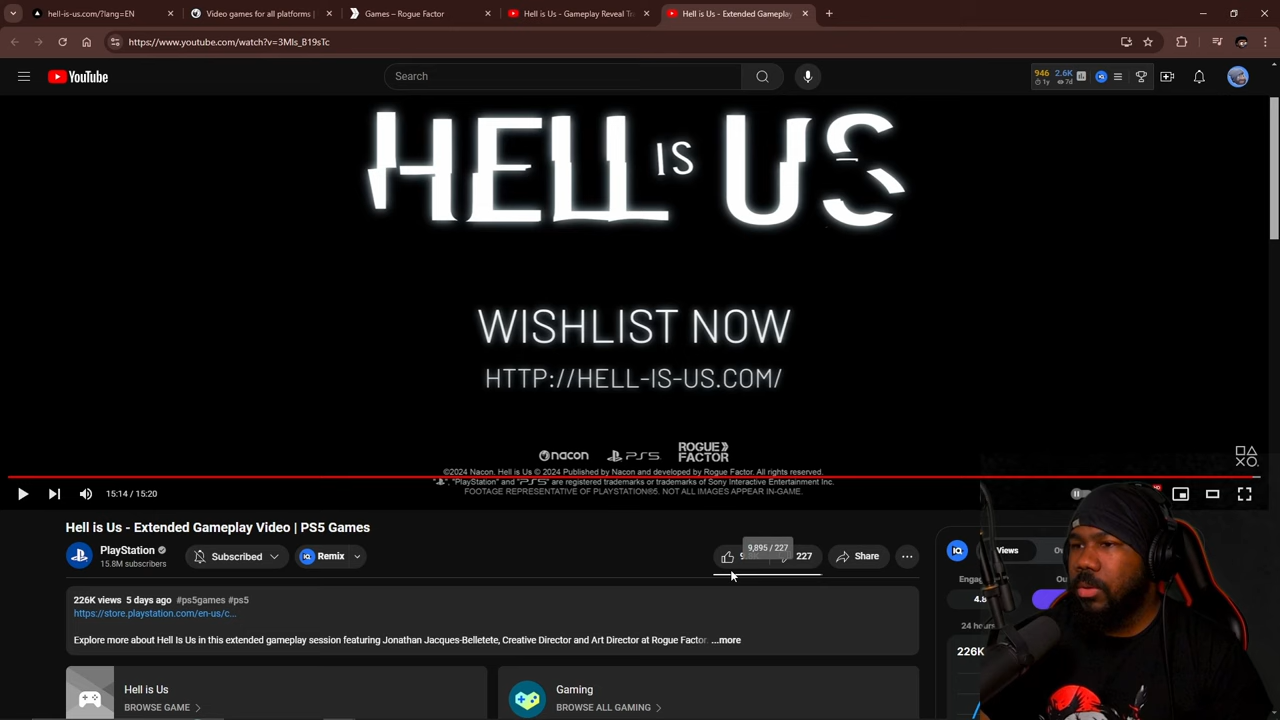 hell-is-us.com/?lang=EN
Video games for all platforms |
Games – Rogue Factor
Hell is Us - Gameplay Reveal Tr
Hell is Us - Extended Gameplay
https://www.youtube.com/watch?v=3MIs_B19sTc
YouTube
Search
946 2.6K
1y 7d
HELL IS US
WISHLIST NOW
HTTP://HELL-IS-US.COM/
nacon PS5 ROGUE FACTOR
©2024 Nacon. Hell is Us © 2024 Published by Nacon and developed by Rogue Factor. All rights reserved.
"PlayStation" and "PS5" are registered trademarks or trademarks of Sony Interactive Entertainment Inc.
FOOTAGE REPRESENTATIVE OF PLAYSTATION®5. NOT ALL IMAGES APPEAR IN-GAME.
15:14 / 15:20
Hell is Us - Extended Gameplay Video | PS5 Games
PlayStation
15.8M subscribers
Subscribed
Remix
9,895 / 227
227
Share
Views
226K views 5 days ago #ps5games #ps5
https://store.playstation.com/en-us/c...
Explore more about Hell Is Us in this extended gameplay session featuring Jonathan Jacques-Belletete, Creative Director and Art Director at Rogue Factor. ...more
Engag
4.8
24 hours
226K
Hell is Us
BROWSE GAME
Gaming
BROWSE ALL GAMING